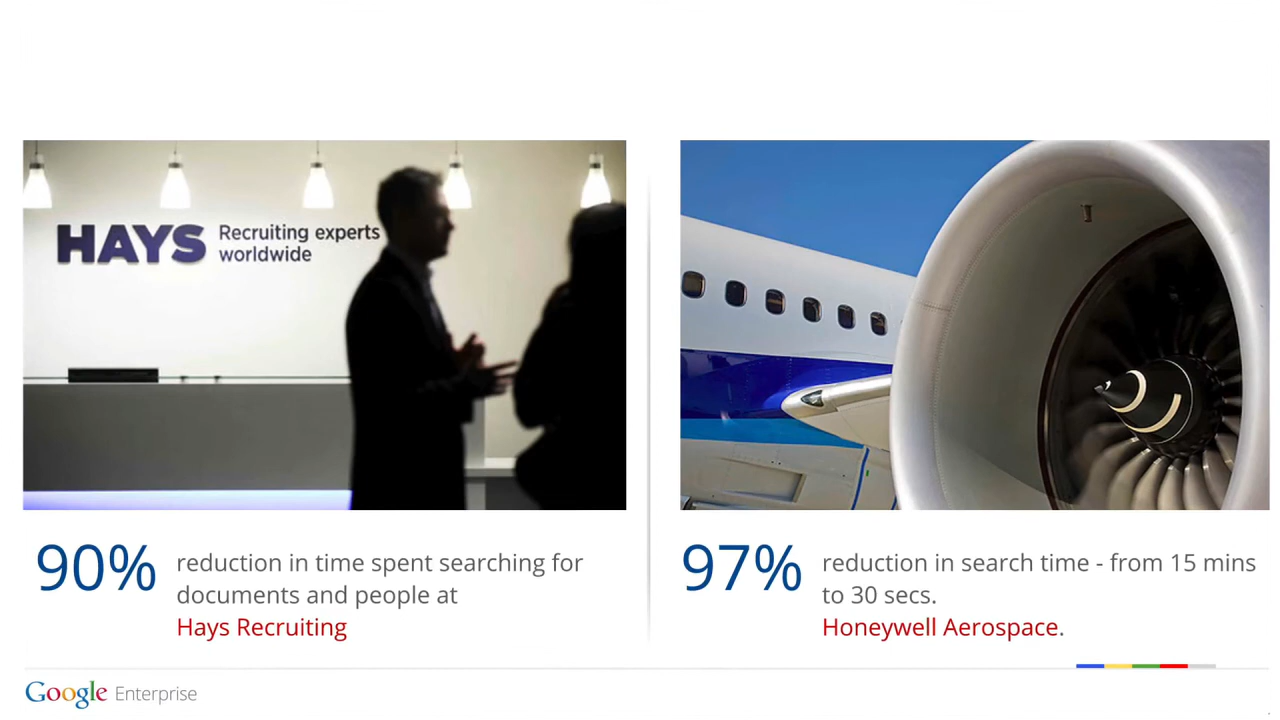 HAYS
Recruiting experts
worldwide
90%
reduction in time spent searching for
documents and people at
Hays Recruiting
97%
reduction in search time - from 15 mins
to 30 secs.
Honeywell Aerospace.
Google Enterprise